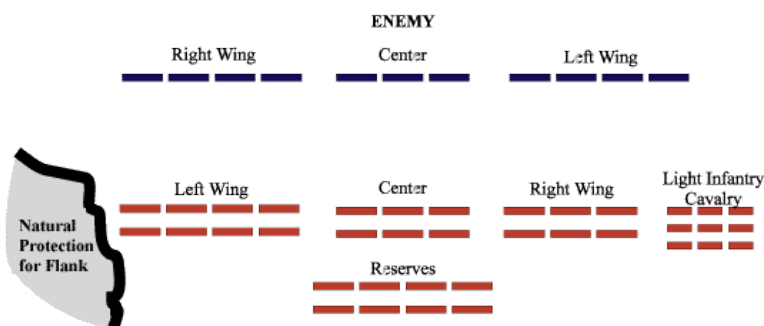 ENEMY
Right Wing
Center
Left Wing
Left Wing
Center
Right Wing
Light Infantry
Cavalry
Natural
Protection
for Flank
Reserves